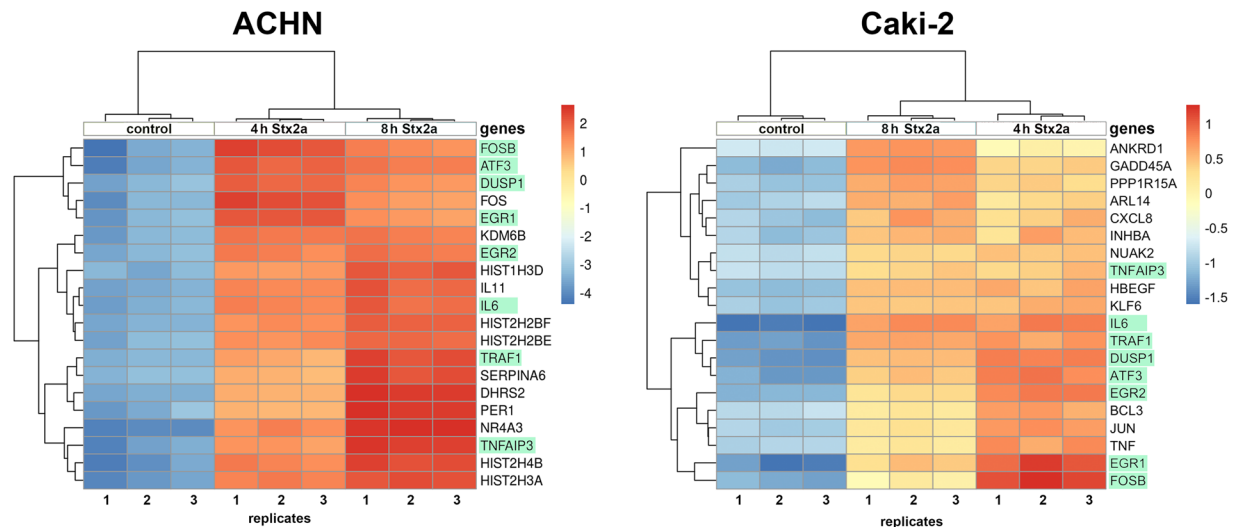 ACHN
control 4 h Stx2a 8 h Stx2a genes
FOSB
ATF3
DUSP1
FOS
EGR1
KDM6B
EGR2
HIST1H3D
IL11
IL6
HIST2H2BF
HIST2H2BE
TRAF1
SERPINA6
DHRS2
PER1
NR4A3
TNFAIP3
HIST2H4B
HIST2H3A
1 2 3 1 2 3 1 2 3
replicates
2
1
0
-1
-2
-3
-4
Caki-2
control 8 h Stx2a 4 h Stx2a genes
ANKRD1
GADD45A
PPP1R15A
ARL14
CXCL8
INHBA
NUAK2
TNFAIP3
HBEGF
KLF6
IL6
TRAF1
DUSP1
ATF3
EGR2
BCL3
JUN
TNF
EGR1
FOSB
1 2 3 1 2 3 1 2 3
replicates
1
0.5
0
-0.5
-1
-1.5